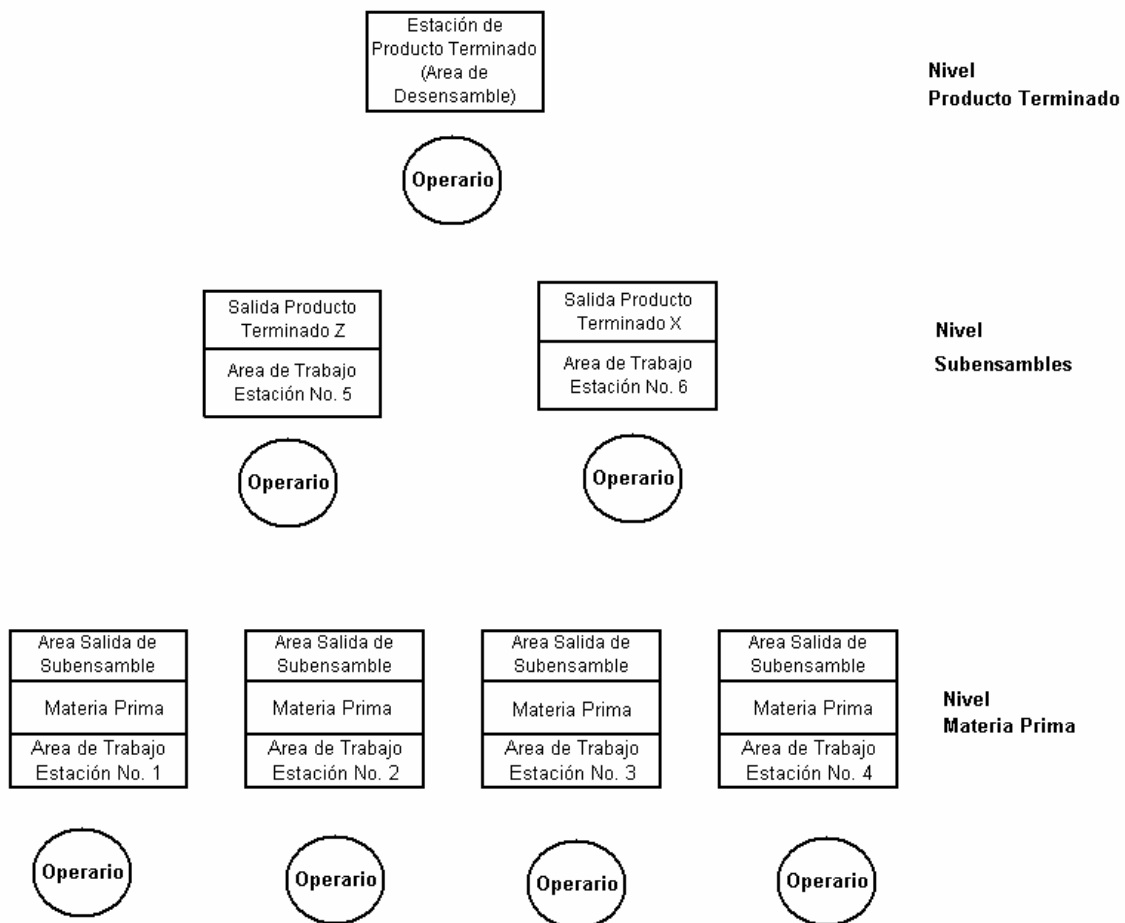 Estación de
Producto Terminado
(Area de
Desensamble)
Nivel
Producto Terminado
Operario
Salida Producto
Terminado Z
Area de Trabajo
Estación No. 5
Salida Producto
Terminado X
Area de Trabajo
Estación No. 6
Nivel
Subensambles
Operario
Operario
Area Salida de
Subensamble
Materia Prima
Area de Trabajo
Estación No. 1
Area Salida de
Subensamble
Materia Prima
Area de Trabajo
Estación No. 2
Area Salida de
Subensamble
Materia Prima
Area de Trabajo
Estación No. 3
Area Salida de
Subensamble
Materia Prima
Area de Trabajo
Estación No. 4
Nivel
Materia Prima
Operario
Operario
Operario
Operario